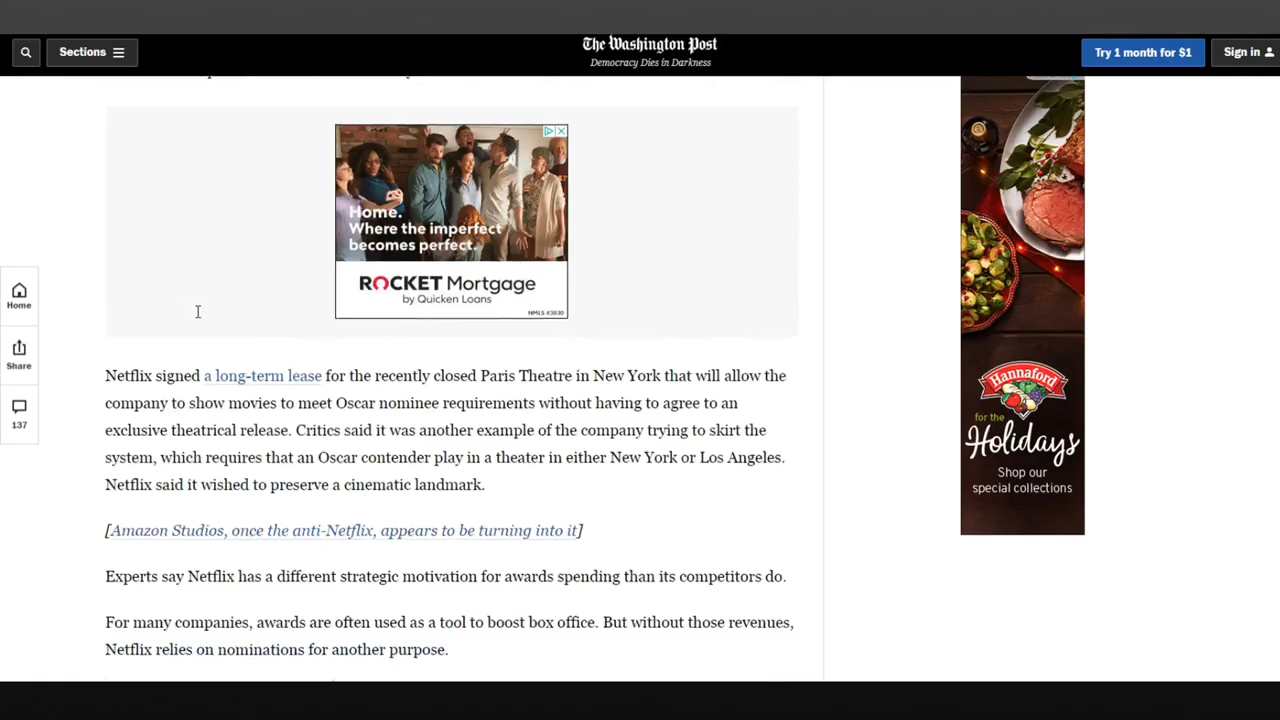 Sections
The Washington Post
Democracy Dies in Darkness
Try 1 month for $1
Sign in
Home.
Where the imperfect
becomes perfect.
ROCKET Mortgage
by Quicken Loans
NMLS #3030
Home
Share
137
Netflix signed a long-term lease for the recently closed Paris Theatre in New York that will allow the
company to show movies to meet Oscar nominee requirements without having to agree to an
exclusive theatrical release. Critics said it was another example of the company trying to skirt the
system, which requires that an Oscar contender play in a theater in either New York or Los Angeles.
Netflix said it wished to preserve a cinematic landmark.
[Amazon Studios, once the anti-Netflix, appears to be turning into it]
Experts say Netflix has a different strategic motivation for awards spending than its competitors do.
For many companies, awards are often used as a tool to boost box office. But without those revenues,
Netflix relies on nominations for another purpose.
Hannaford
for the
Holidays
Shop our
special collections